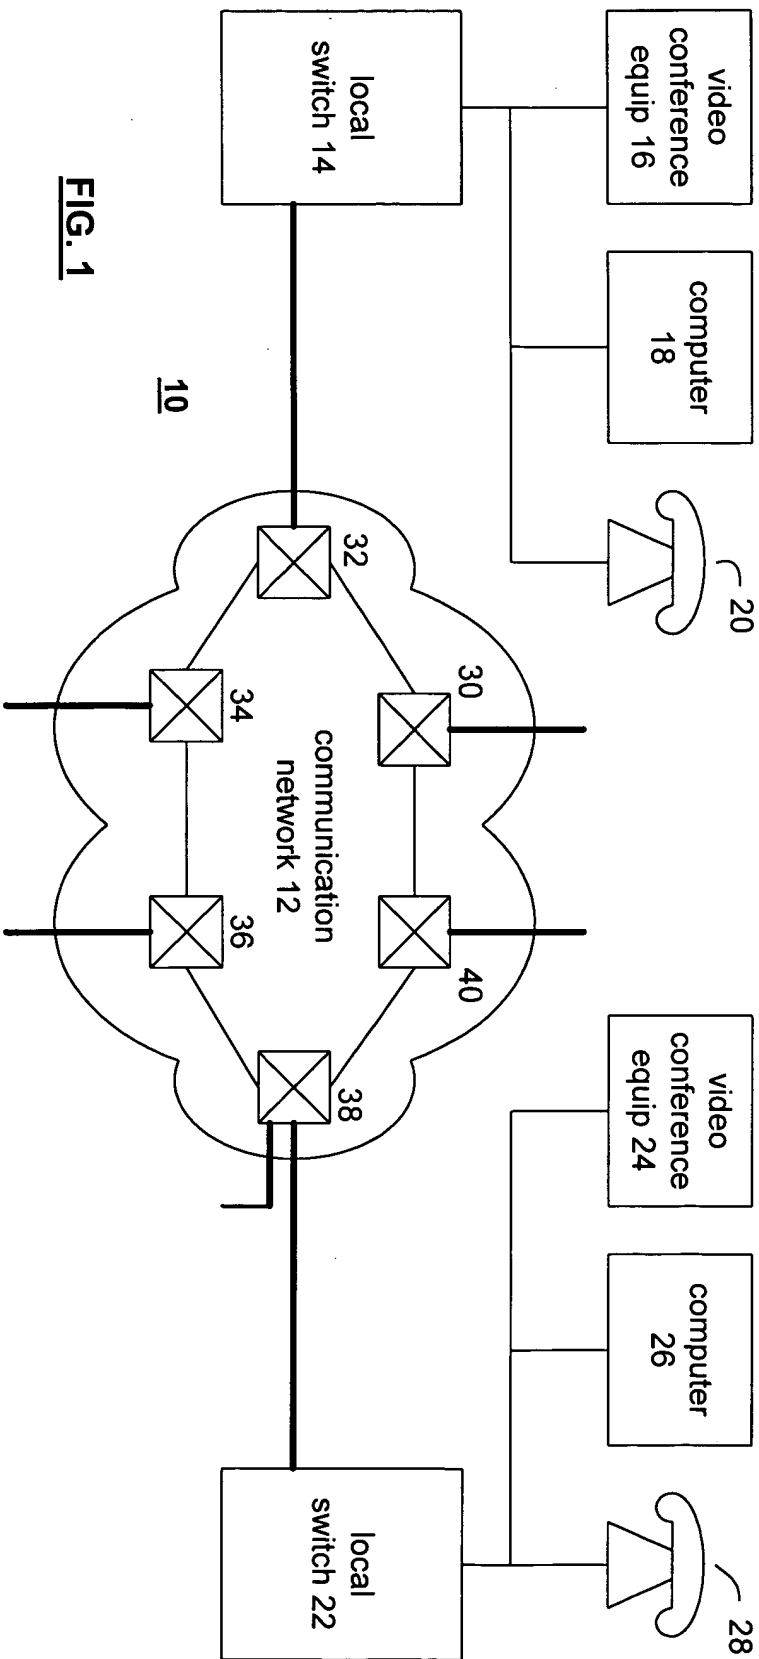 video
conference
equip 16
computer
18
20
video
conference
equip 24
computer
26
28
local
switch 14
30
40
32
communication
network 12
38
34
36
local
switch 22
10
FIG. 1